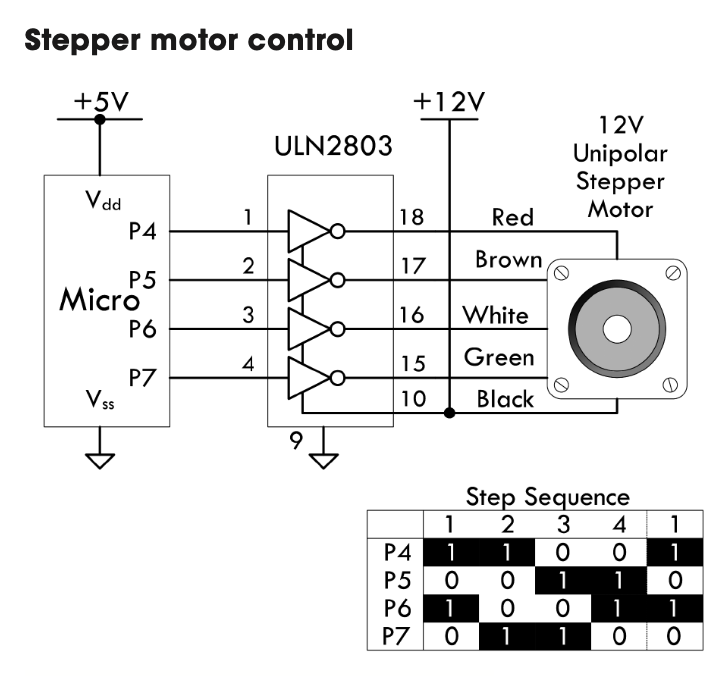 Stepper motor control
+5V
+12V
12V
Unipolar
Stepper
Motor
ULN2803
Vdd
P4 1 18 Red
P5 2 17 Brown
Micro
P6 3 16 White
P7 4 15 Green
Vss 10 Black
9
Step Sequence
1 2 3 4 1
P4 1 1 0 0 1
P5 0 0 1 1 0
P6 1 0 0 1 1
P7 0 1 1 0 0